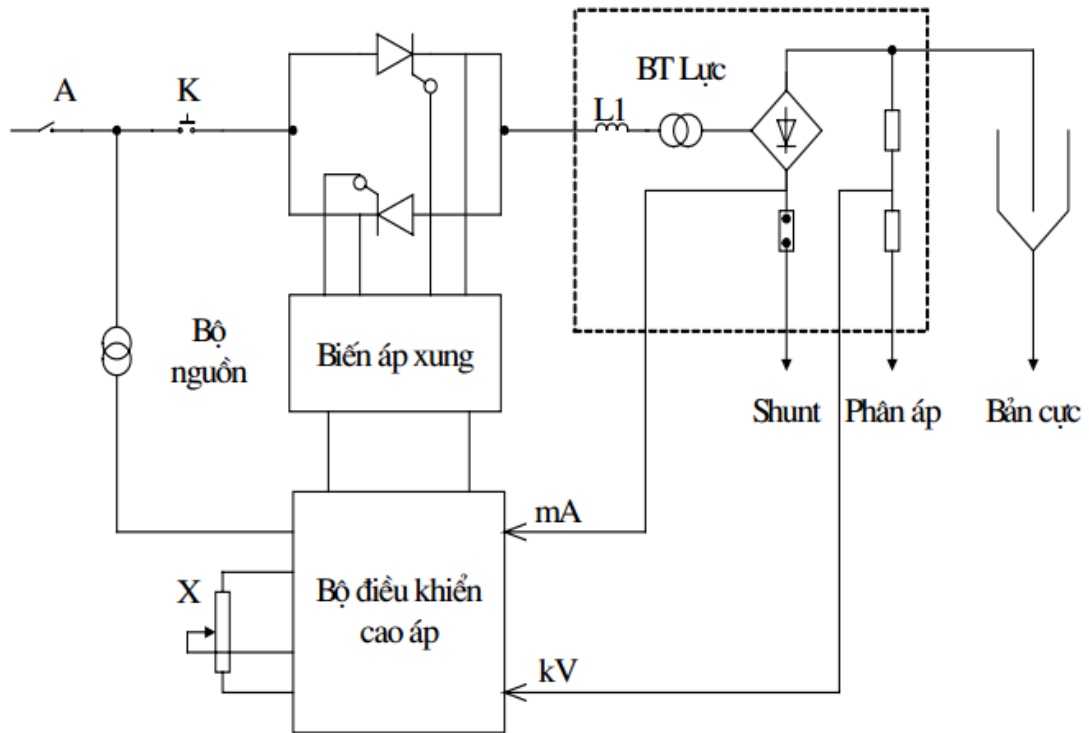 A
K
BT Lực
L1
Bộ
nguồn
Biến áp xung
Shunt
Phân áp
Bản cực
mA
X
Bộ điều khiển
cao áp
kV